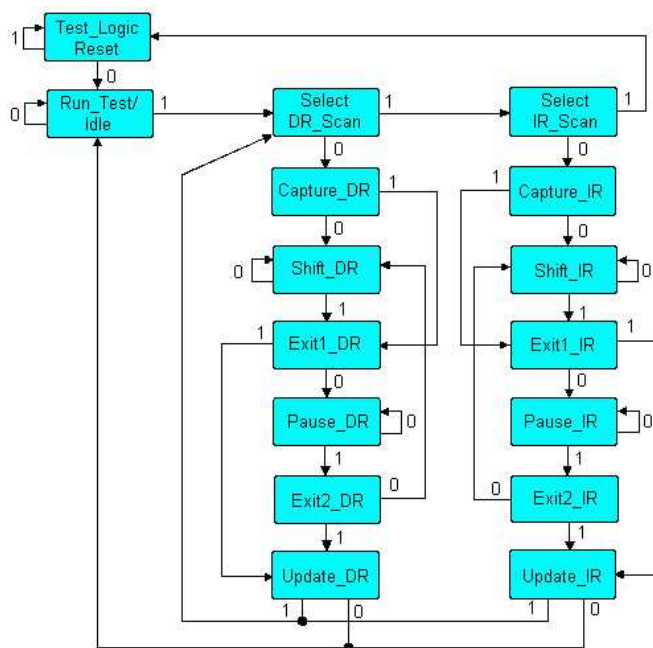 Test_Logic
Reset
1
0
Run_Test/
Idle
0
1
Select
DR_Scan
1
0
Select
IR_Scan
1
0
Capture_DR
1
0
1
Capture_IR
0
Shift_DR
0
1
Shift_IR
0
1
1
Exit1_DR
0
Exit1_IR
1
0
Pause_DR
0
1
Pause_IR
0
1
Exit2_DR
0
1
0
Exit2_IR
1
Update_DR
1
0
Update_IR
1
0